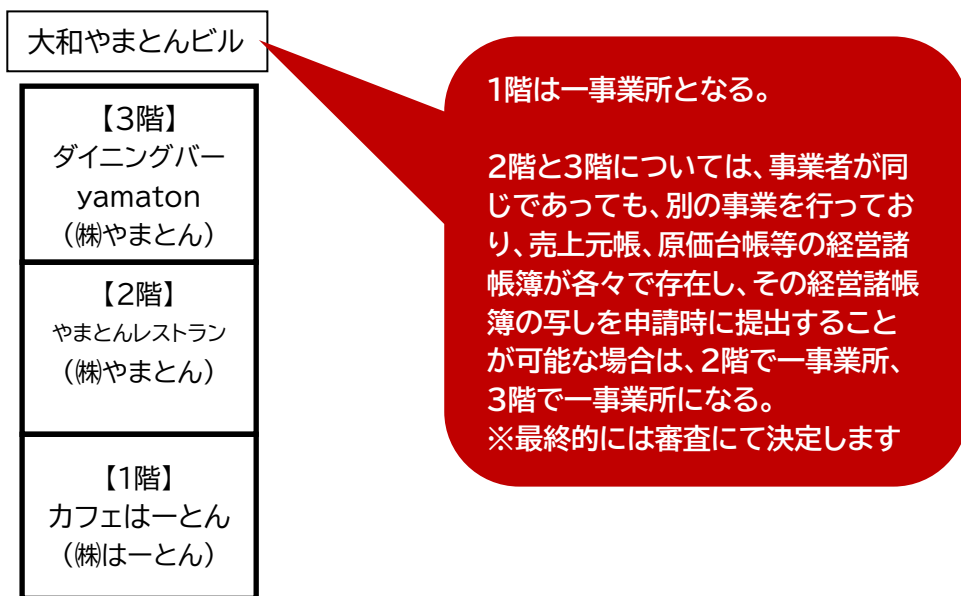 大和やまとんビル
【3階】
ダイニングバー
yamaton
(㈱やまとん)
【2階】
やまとんレストラン
(㈱やまとん)
【1階】
カフェはーとん
(㈱はーとん)
1階は一事業所となる。
2階と3階については、事業者が同
じであっても、別の事業を行ってお
り、売上元帳、原価台帳等の経営諸
帳簿が各々で存在し、その経営諸帳
簿の写しを申請時に提出すること
が可能な場合は、2階で一事業所、
3階で一事業所になる。
※最終的には審査にて決定します